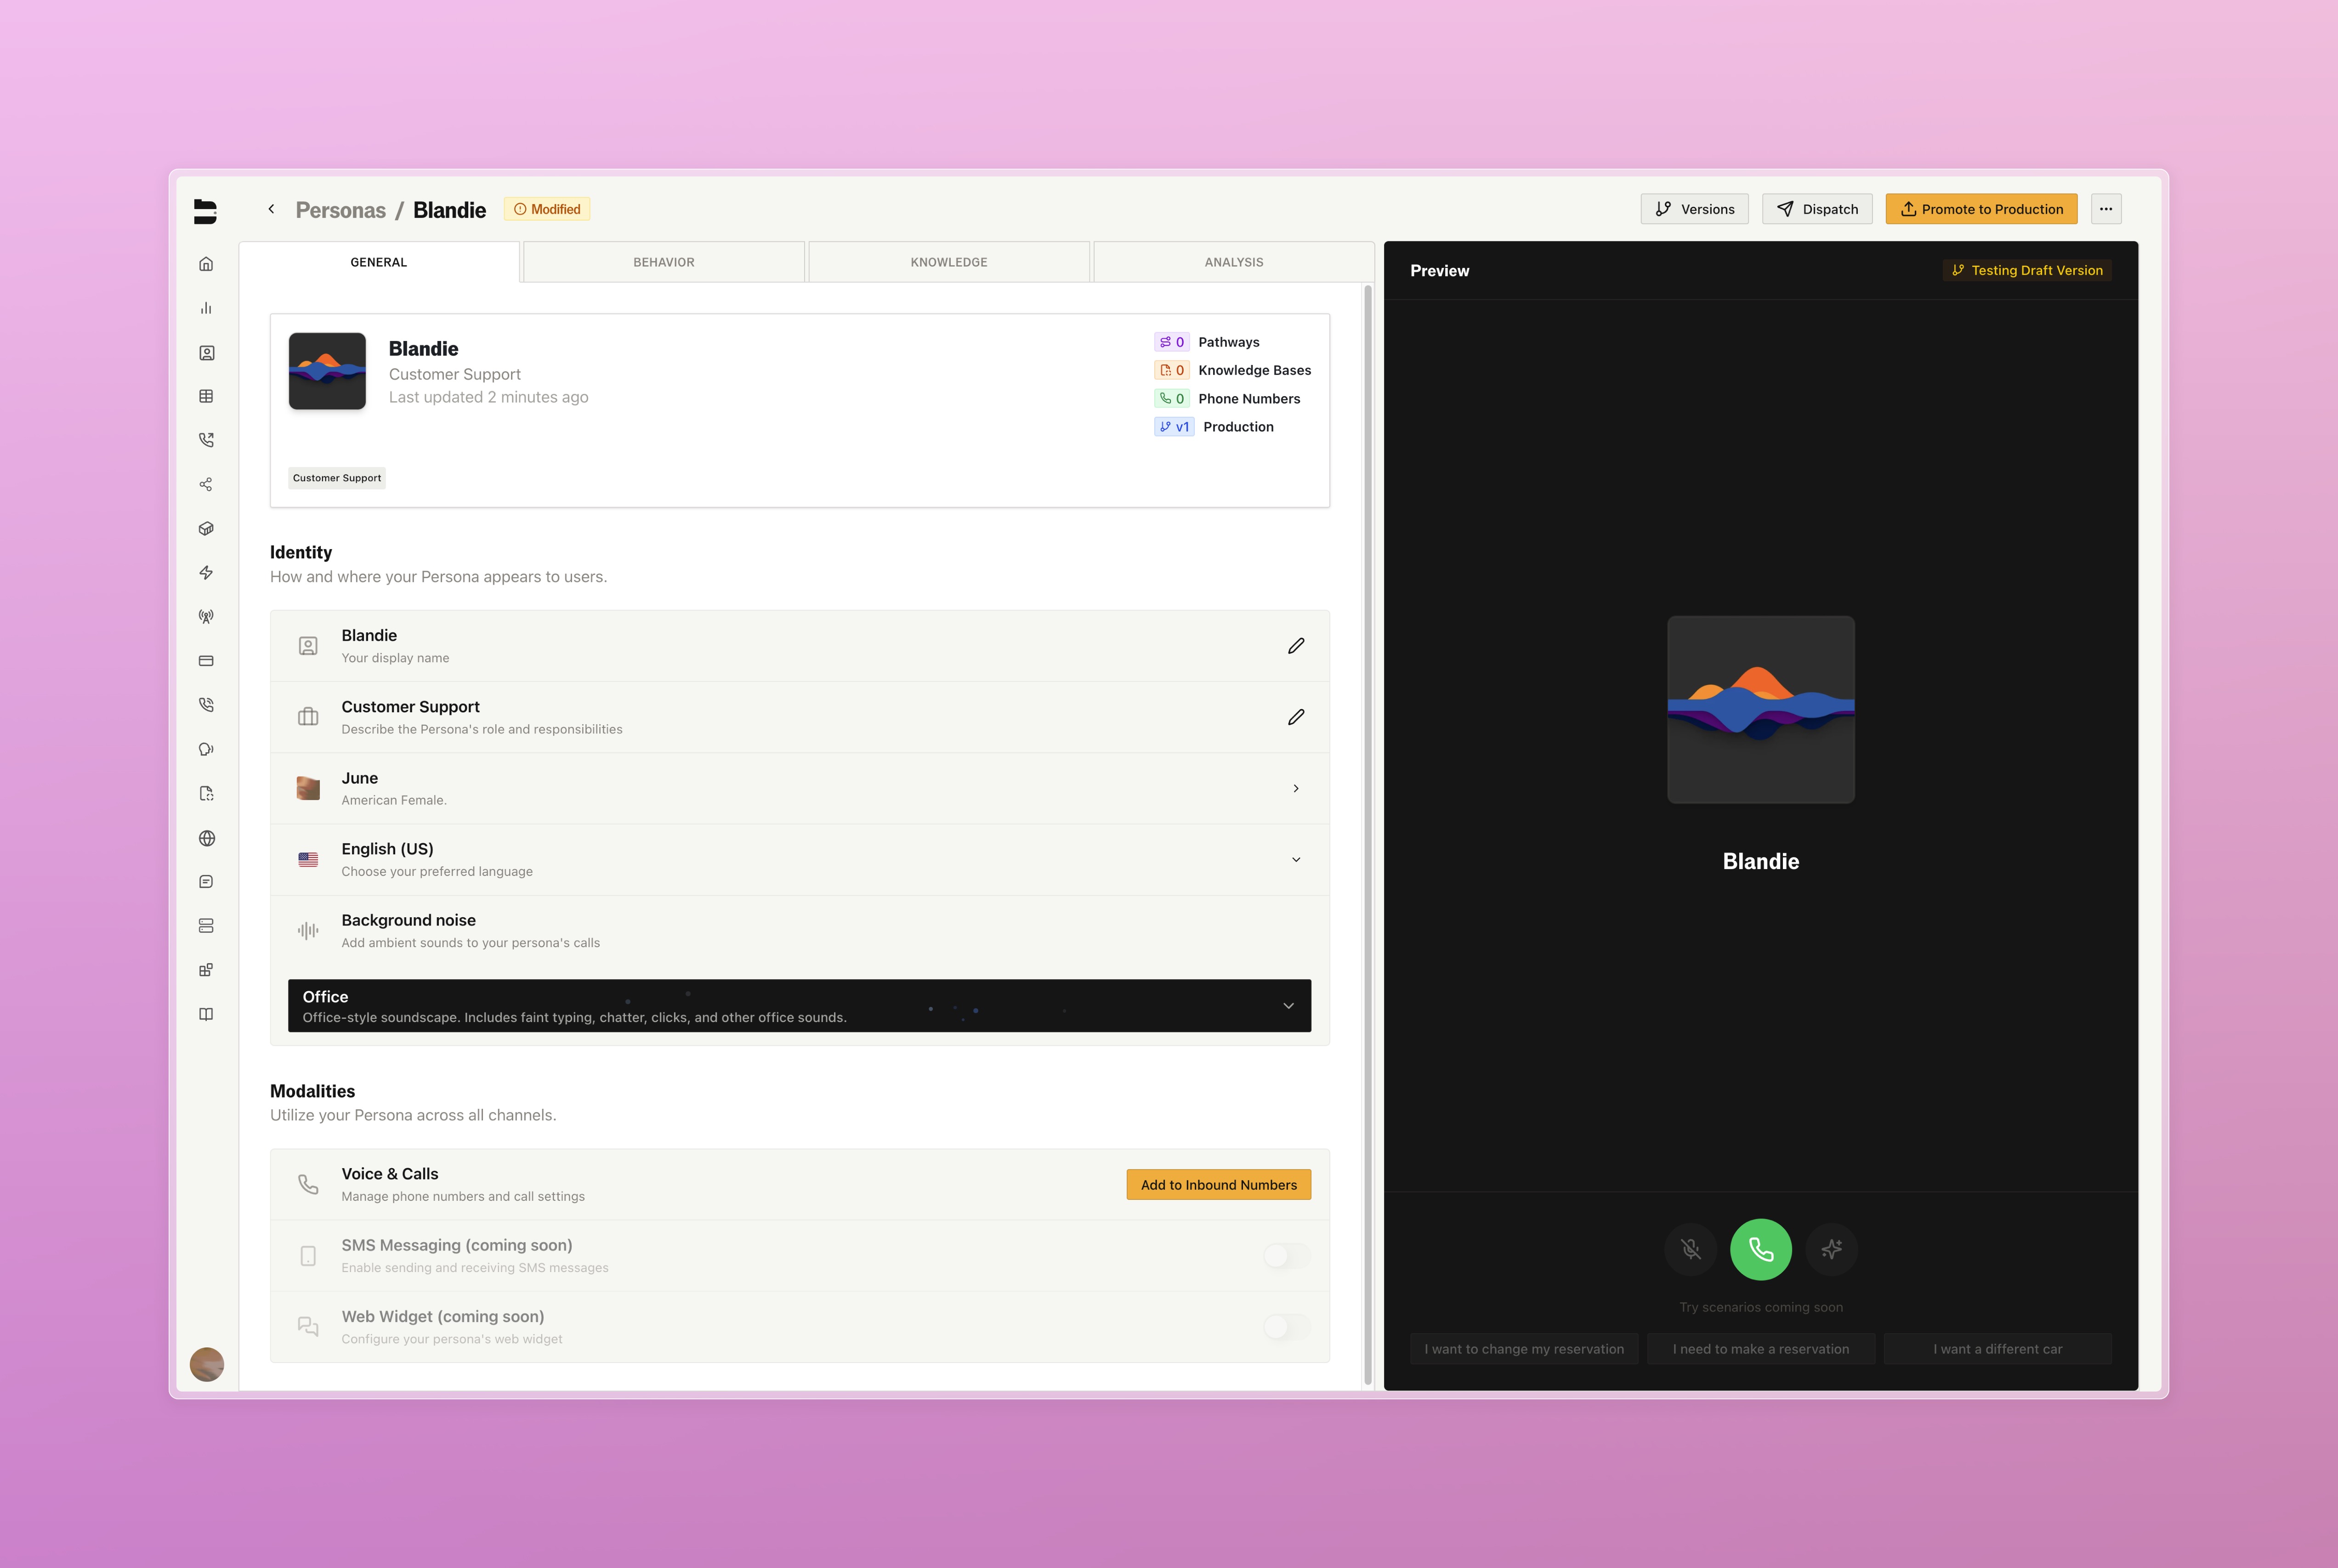 Personas / Blandie
Modified
Versions
Dispatch
Promote to Production
GENERAL
BEHAVIOR
KNOWLEDGE
ANALYSIS
Blandie
Customer Support
Last updated 2 minutes ago
0 Pathways
0 Knowledge Bases
0 Phone Numbers
v1 Production
Customer Support
Identity
How and where your Persona appears to users.
Blandie
Your display name
Customer Support
Describe the Persona's role and responsibilities
June
American Female.
English (US)
Choose your preferred language
Background noise
Add ambient sounds to your persona's calls
Office
Office-style soundscape. Includes faint typing, chatter, clicks, and other office sounds.
Modalities
Utilize your Persona across all channels.
Voice & Calls
Manage phone numbers and call settings
Add to Inbound Numbers
SMS Messaging (coming soon)
Enable sending and receiving SMS messages
Web Widget (coming soon)
Configure your persona's web widget
Preview
Testing Draft Version
Blandie
Try scenarios coming soon
I want to change my reservation
I need to make a reservation
I want a different car